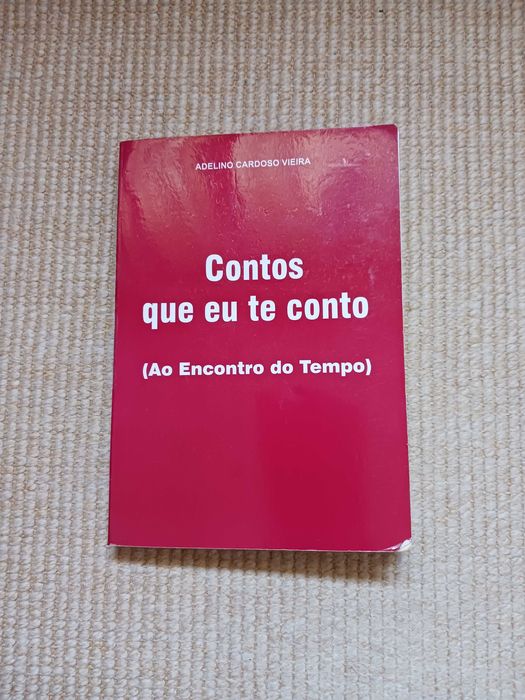 ADELINO CARDOSO VIEIRA
Contos
que eu te conto
(Ao Encontro do Tempo)